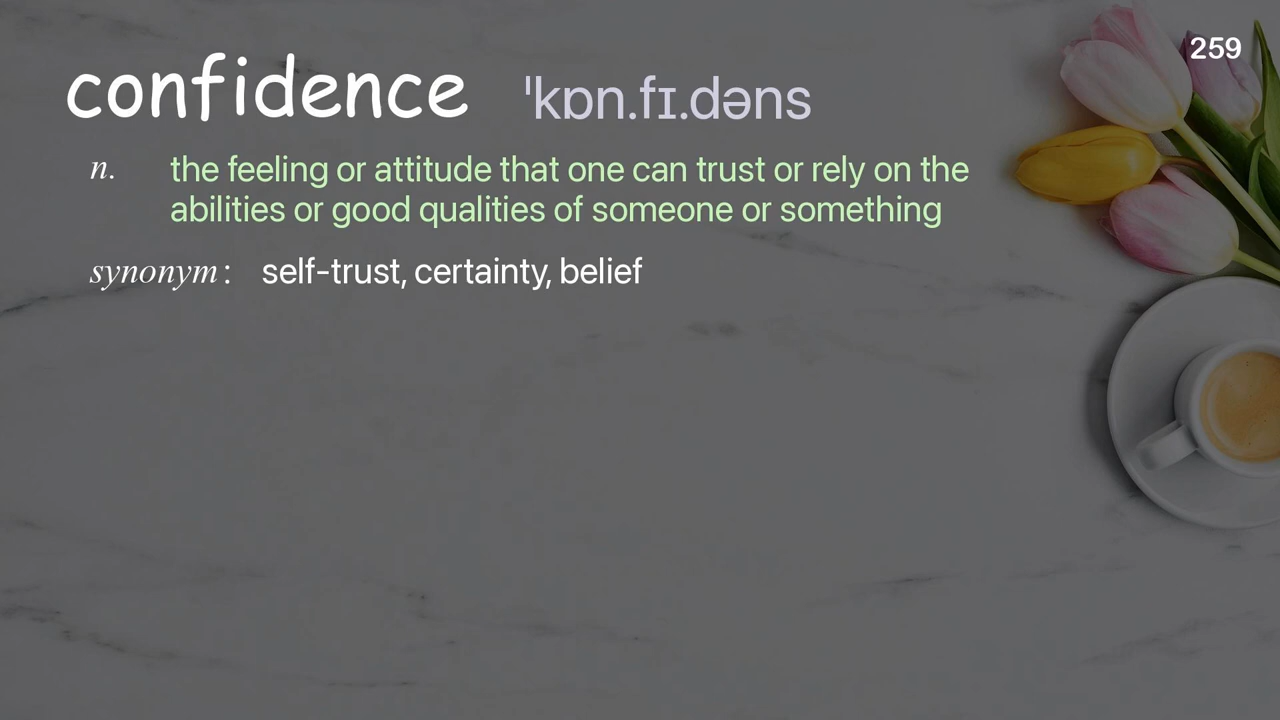 259
confidence ˈkɒn.fɪ.dəns
n. the feeling or attitude that one can trust or rely on the
abilities or good qualities of someone or something
synonym: self-trust, certainty, belief